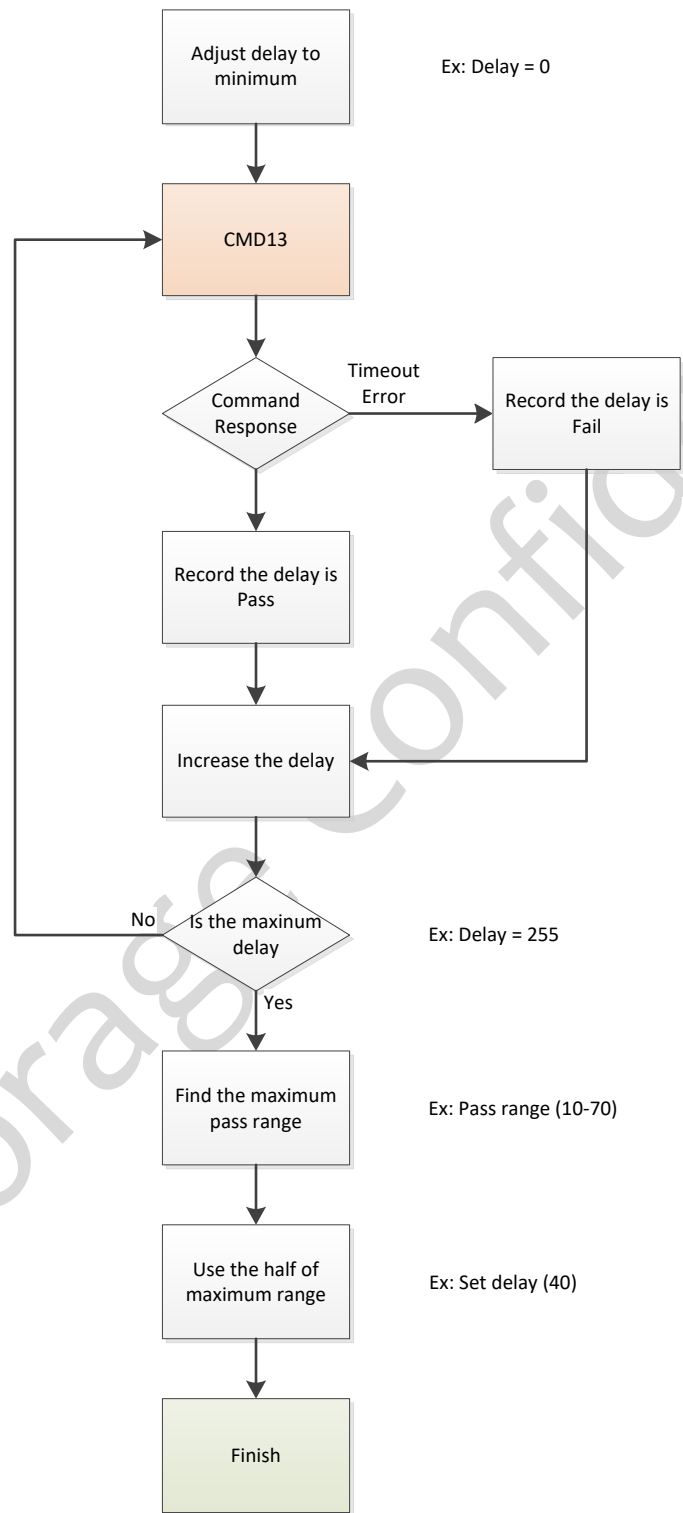 Adjust delay to
minimum
Ex: Delay = 0
CMD13
Command
Response
Timeout
Error
Record the delay is
Fail
Record the delay is
Pass
Increase the delay
Is the maxinum
delay
No
Ex: Delay = 255
Yes
Find the maximum
pass range
Ex: Pass range (10-70)
Use the half of
maximum range
Ex: Set delay (40)
Finish